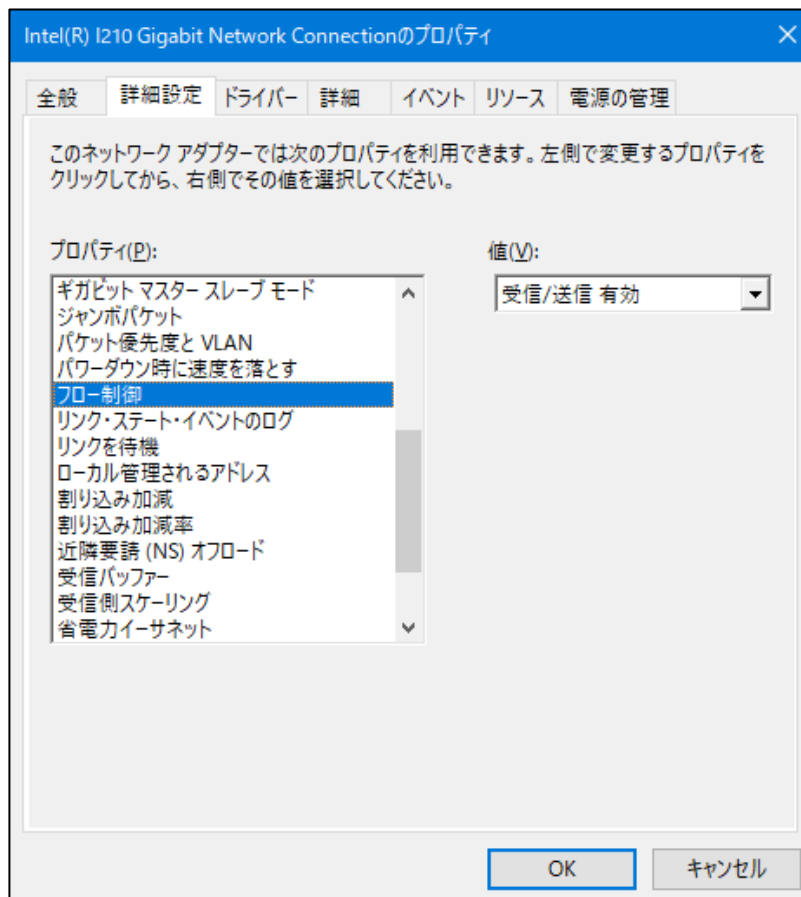 Intel(R) I210 Gigabit Network Connectionのプロパティ
全般 詳細設定 ドライバー 詳細 イベント リソース 電源の管理
このネットワーク アダプターでは次のプロパティを利用できます。左側で変更するプロパティを
クリックしてから、右側でその値を選択してください。
プロパティ(P):
ギガビット マスター スレーブ モード
ジャンボパケット
パケット優先度と VLAN
パワーダウン時に速度を落とす
フロー制御
リンク・ステート・イベントのログ
リンクを待機
ローカル管理されるアドレス
割り込み加減
割り込み加減率
近隣要請 (NS) オフロード
受信バッファー
受信側スケーリング
省電力イーサネット
値(V):
受信/送信 有効
OK キャンセル